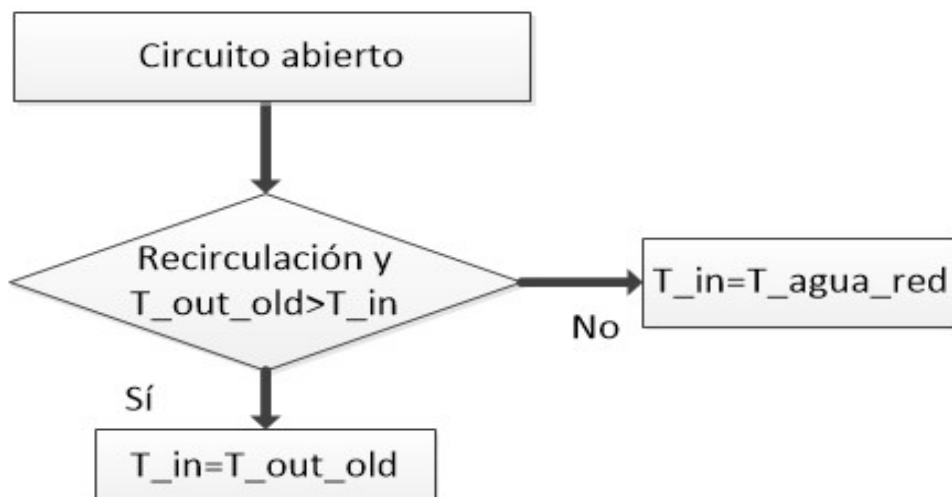 Circuito abierto
Recirculación y
T_out_old>T_in
T_in=T_agua_red
No
Sí
T_in=T_out_old